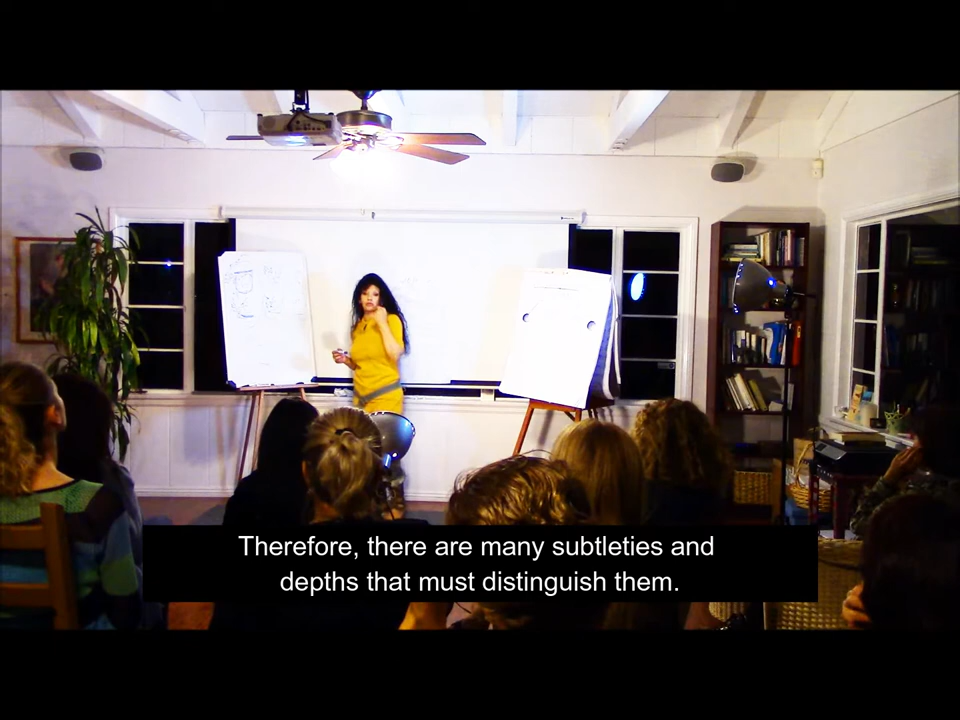 Therefore, there are many subtleties and
depths that must distinguish them.